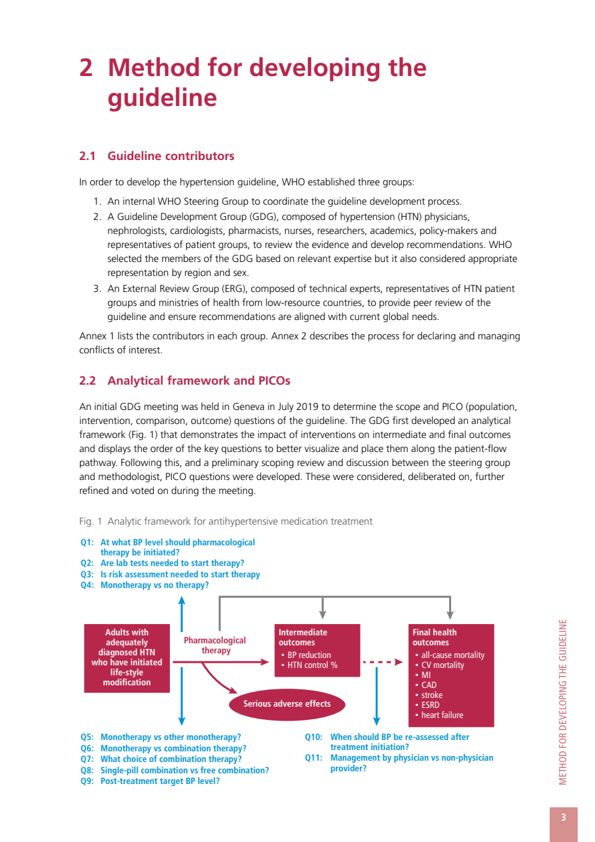 2 Method for developing the
guideline
2.1 Guideline contributors
In order to develop the hypertension guideline, WHO established three groups:
1. An internal WHO Steering Group to coordinate the guideline development process.
2. A Guideline Development Group (GDG), composed of hypertension (HTN) physicians,
nephrologists, cardiologists, pharmacists, nurses, researchers, academics, policy-makers and
representatives of patient groups, to review the evidence and develop recommendations. WHO
selected the members of the GDG based on relevant expertise but it also considered appropriate
representation by region and sex.
3. An External Review Group (ERG), composed of technical experts, representatives of HTN patient
groups and ministries of health from low-resource countries, to provide peer review of the
guideline and ensure recommendations are aligned with current global needs.
Annex 1 lists the contributors in each group. Annex 2 describes the process for declaring and managing
conflicts of interest.
2.2 Analytical framework and PICOs
An initial GDG meeting was held in Geneva in July 2019 to determine the scope and PICO (population,
intervention, comparison, outcome) questions of the guideline. The GDG first developed an analytical
framework (Fig. 1) that demonstrates the impact of interventions on intermediate and final outcomes
and displays the order of the key questions to better visualize and place them along the patient-flow
pathway. Following this, and a preliminary scoping review and discussion between the steering group
and methodologist, PICO questions were developed. These were considered, deliberated on, further
refined and voted on during the meeting.
Fig. 1 Analytic framework for antihypertensive medication treatment
Q1: At what BP level should pharmacological
therapy be initiated?
Q2: Are lab tests needed to start therapy?
Q3: Is risk assessment needed to start therapy
Q4: Monotherapy vs no therapy?
Adults with
adequately
diagnosed HTN
who have initiated
life-style
modification
Pharmacological
therapy
Intermediate
outcomes
• BP reduction
• HTN control %
Final health
outcomes
• all-cause mortality
• CV mortality
• MI
• CAD
• stroke
• ESRD
• heart failure
Serious adverse effects
Q5: Monotherapy vs other monotherapy?
Q6: Monotherapy vs combination therapy?
Q7: What choice of combination therapy?
Q8: Single-pill combination vs free combination?
Q9: Post-treatment target BP level?
Q10: When should BP be re-assessed after
treatment initiation?
Q11: Management by physician vs non-physician
provider?
METHOD FOR DEVELOPING THE GUIDELINE
3